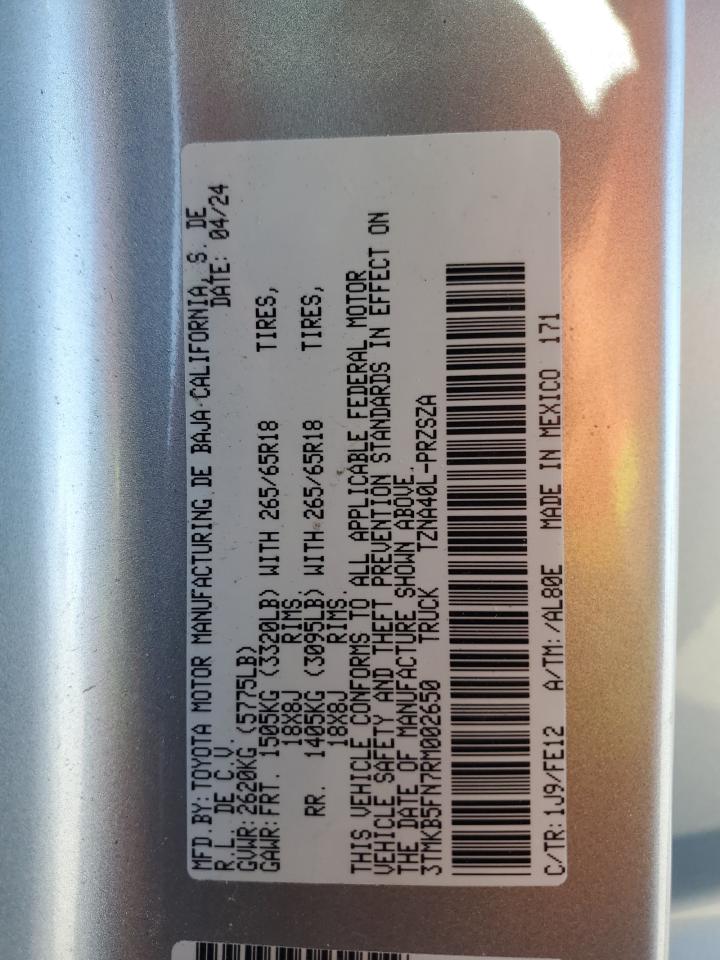 MFD. BY: TOYOTA MOTOR MANUFACTURING DE BAJA CALIFORNIA, S. DE
R. L. DE C.V. DATE: 04/24
GVWR: 2620KG (5775LB)
GAWR: FRT. 1505KG (3320LB) WITH 265/65R18 TIRES,
18X8J RIMS
RR. 1405KG (3095LB) WITH 265/65R18 TIRES,
18X8J RIMS.
THIS VEHICLE CONFORMS TO ALL APPLICABLE FEDERAL MOTOR
VEHICLE SAFETY AND THEFT PREVENTION STANDARDS IN EFFECT ON
THE DATE OF MANUFACTURE SHOWN ABOVE.
3TMKB5FN7RM002650 TRUCK TZNA40L-PRZSZA
C/TR: 1J9/FE12 A/TM: /AL80E MADE IN MEXICO 171